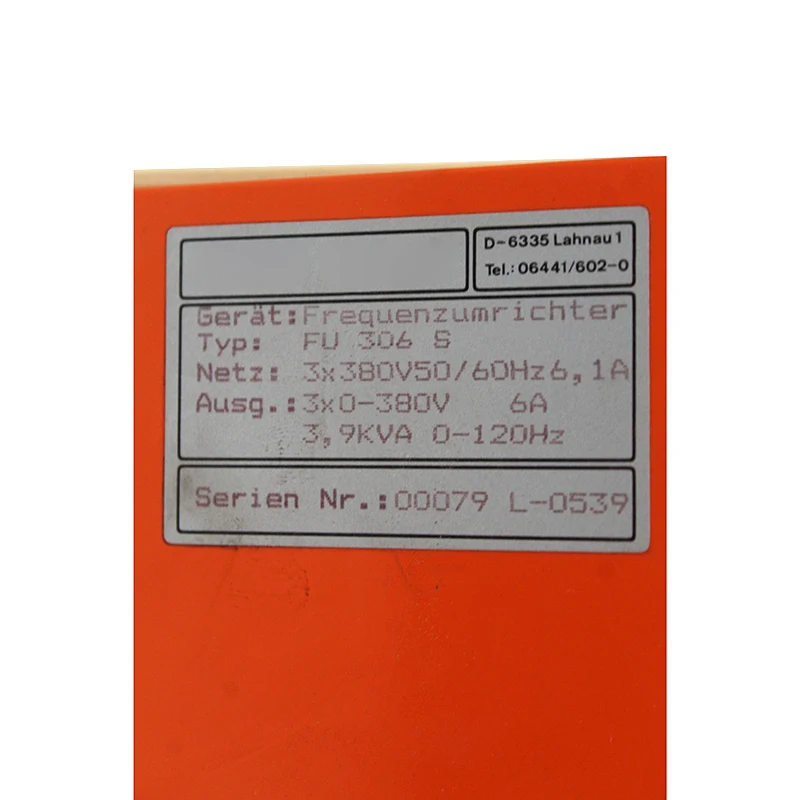 D-6335 Lahnau 1
Tel.: 06441/602-0
Gerät:Frequenzumrichter
Typ: FU 306 S
Netz: 3x380V50/60Hz6,1A
Ausg.:3x0-380V 6A
3,9KVA 0-120Hz
Serien Nr.:00079 L-0539